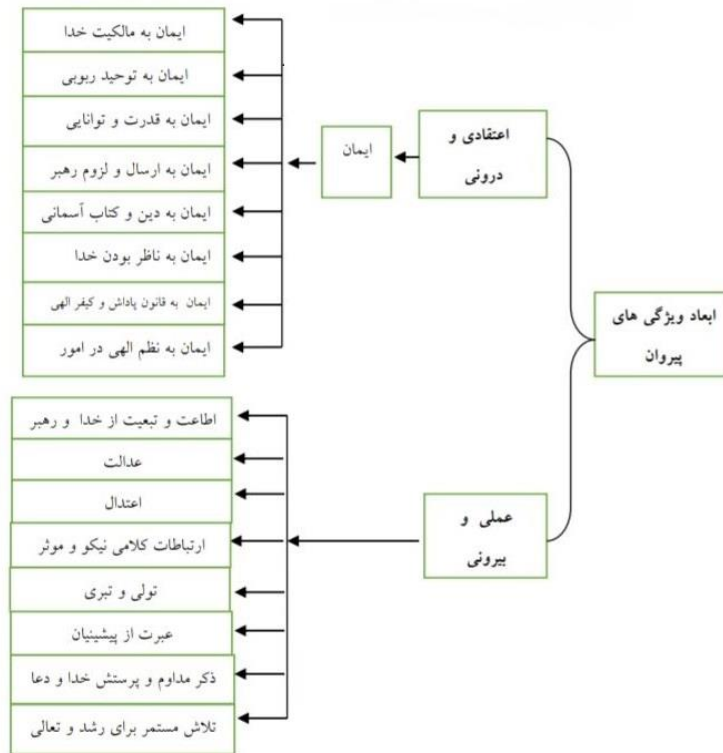 ابعاد ویژگی های
پیروان
اعتقادی و
درونی
ایمان
ایمان به مالکیت خدا
ایمان به توحید ربوبی
ایمان به قدرت و توانایی
ایمان به ارسال و لزوم رهبر
ایمان به دین و کتاب آسمانی
ایمان به ناظر بودن خدا
ایمان به قانون پاداش و کیفر الهی
ایمان به نظم الهی در امور
عملی و
بیرونی
اطاعت و تبعیت از خدا و رهبر
عدالت
اعتدال
ارتباطات کلامی نیکو و موثر
تولی و تبری
عبرت از پیشینیان
ذکر مداوم و پرستش خدا و دعا
تلاش مستمر برای رشد و تعالی